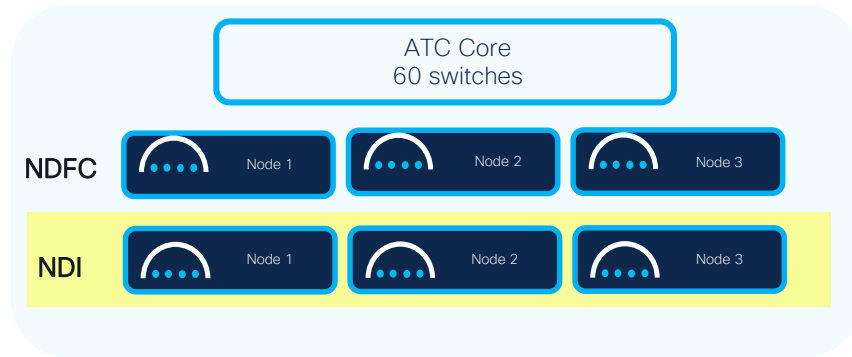 ATC Core
60 switches
NDFC
Node 1
Node 2
Node 3
NDI
Node 1
Node 2
Node 3